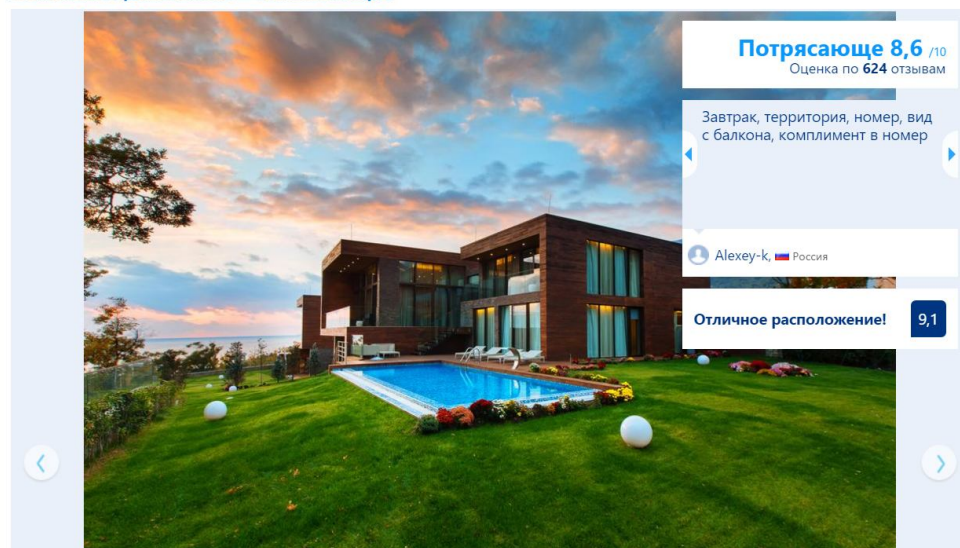 Потрясающе 8,6 /10
Оценка по 624 отзывам
Завтрак, территория, номер, вид
с балкона, комплимент в номер
Alexey-k, Россия
Отличное расположение! 9,1